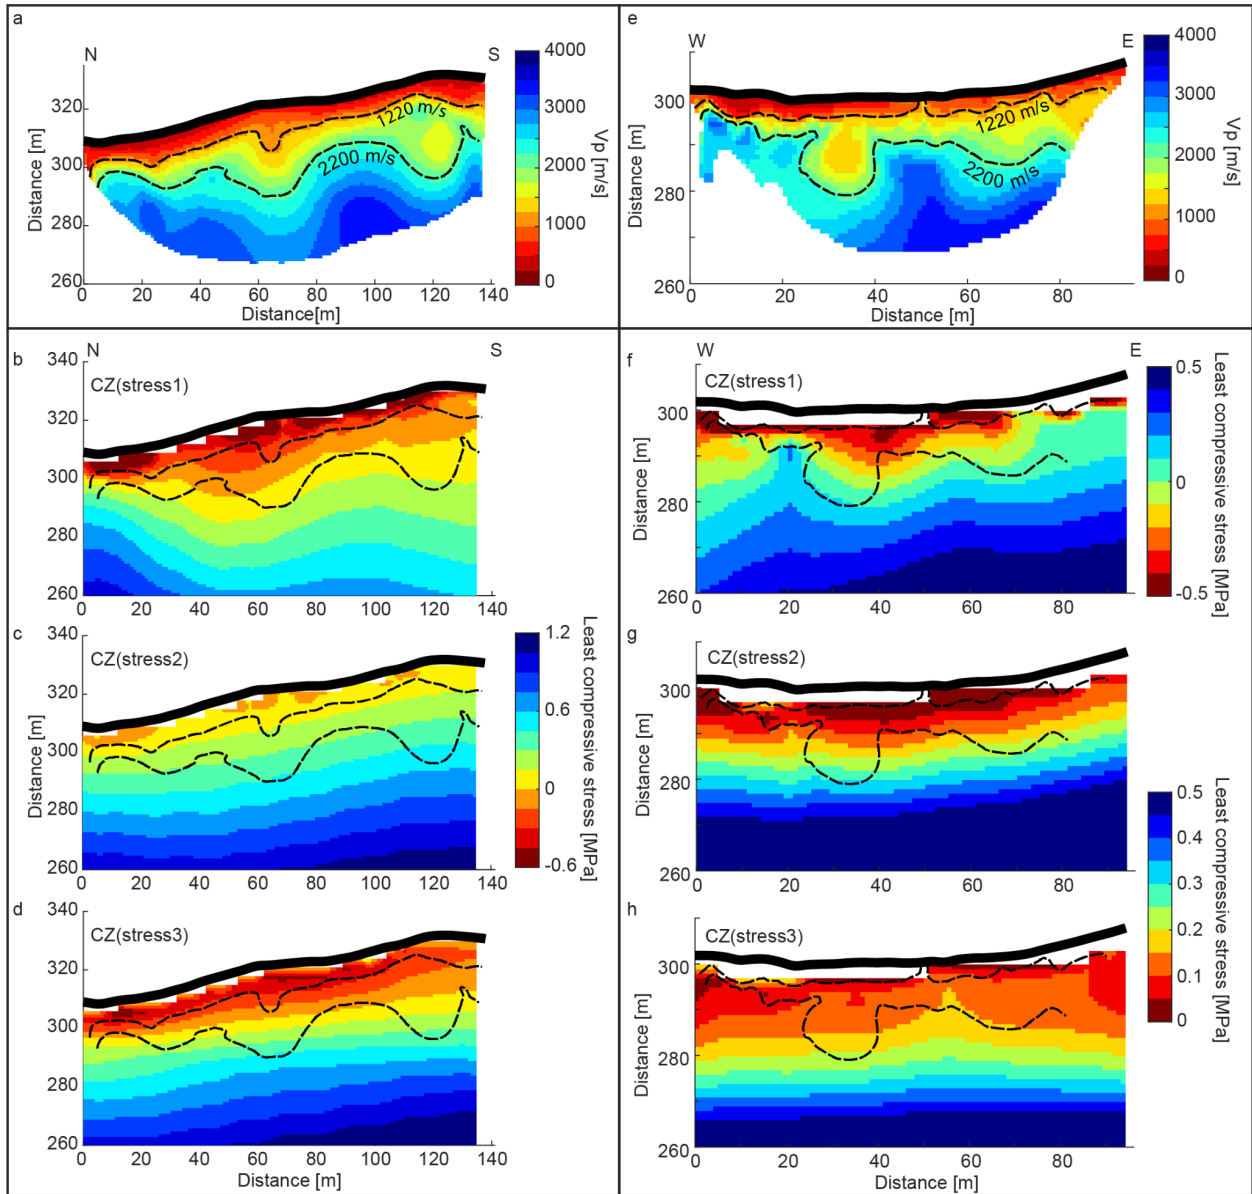 a
N
S
320
300
280
260
Distance [m]
1220 m/s
2200 m/s
0 20 40 60 80 100 120 140
Distance[m]
4000
3000
2000
1000
0
Vp [m/s]
e
W
E
300
280
260
Distance [m]
1220 m/s
2200 m/s
0 20 40 60 80
Distance [m]
4000
3000
2000
1000
0
Vp [m/s]
b
N
S
CZ(stress1)
340
320
300
280
260
Distance [m]
0 20 40 60 80 100 120 140
c
CZ(stress2)
340
320
300
280
260
Distance [m]
0 20 40 60 80 100 120 140
1.2
0.6
0
-0.6
Least compressive stress [MPa]
d
CZ(stress3)
340
320
300
280
260
Distance [m]
0 20 40 60 80 100 120 140
Distance [m]
f
W
E
CZ(stress1)
300
280
260
Distance [m]
0 20 40 60 80
0.5
0
-0.5
Least compressive stress [MPa]
g
CZ(stress2)
300
280
260
Distance [m]
0 20 40 60 80
h
CZ(stress3)
300
280
260
Distance [m]
0 20 40 60 80
Distance [m]
0.5
0.4
0.3
0.2
0.1
0
Least compressive stress [MPa]